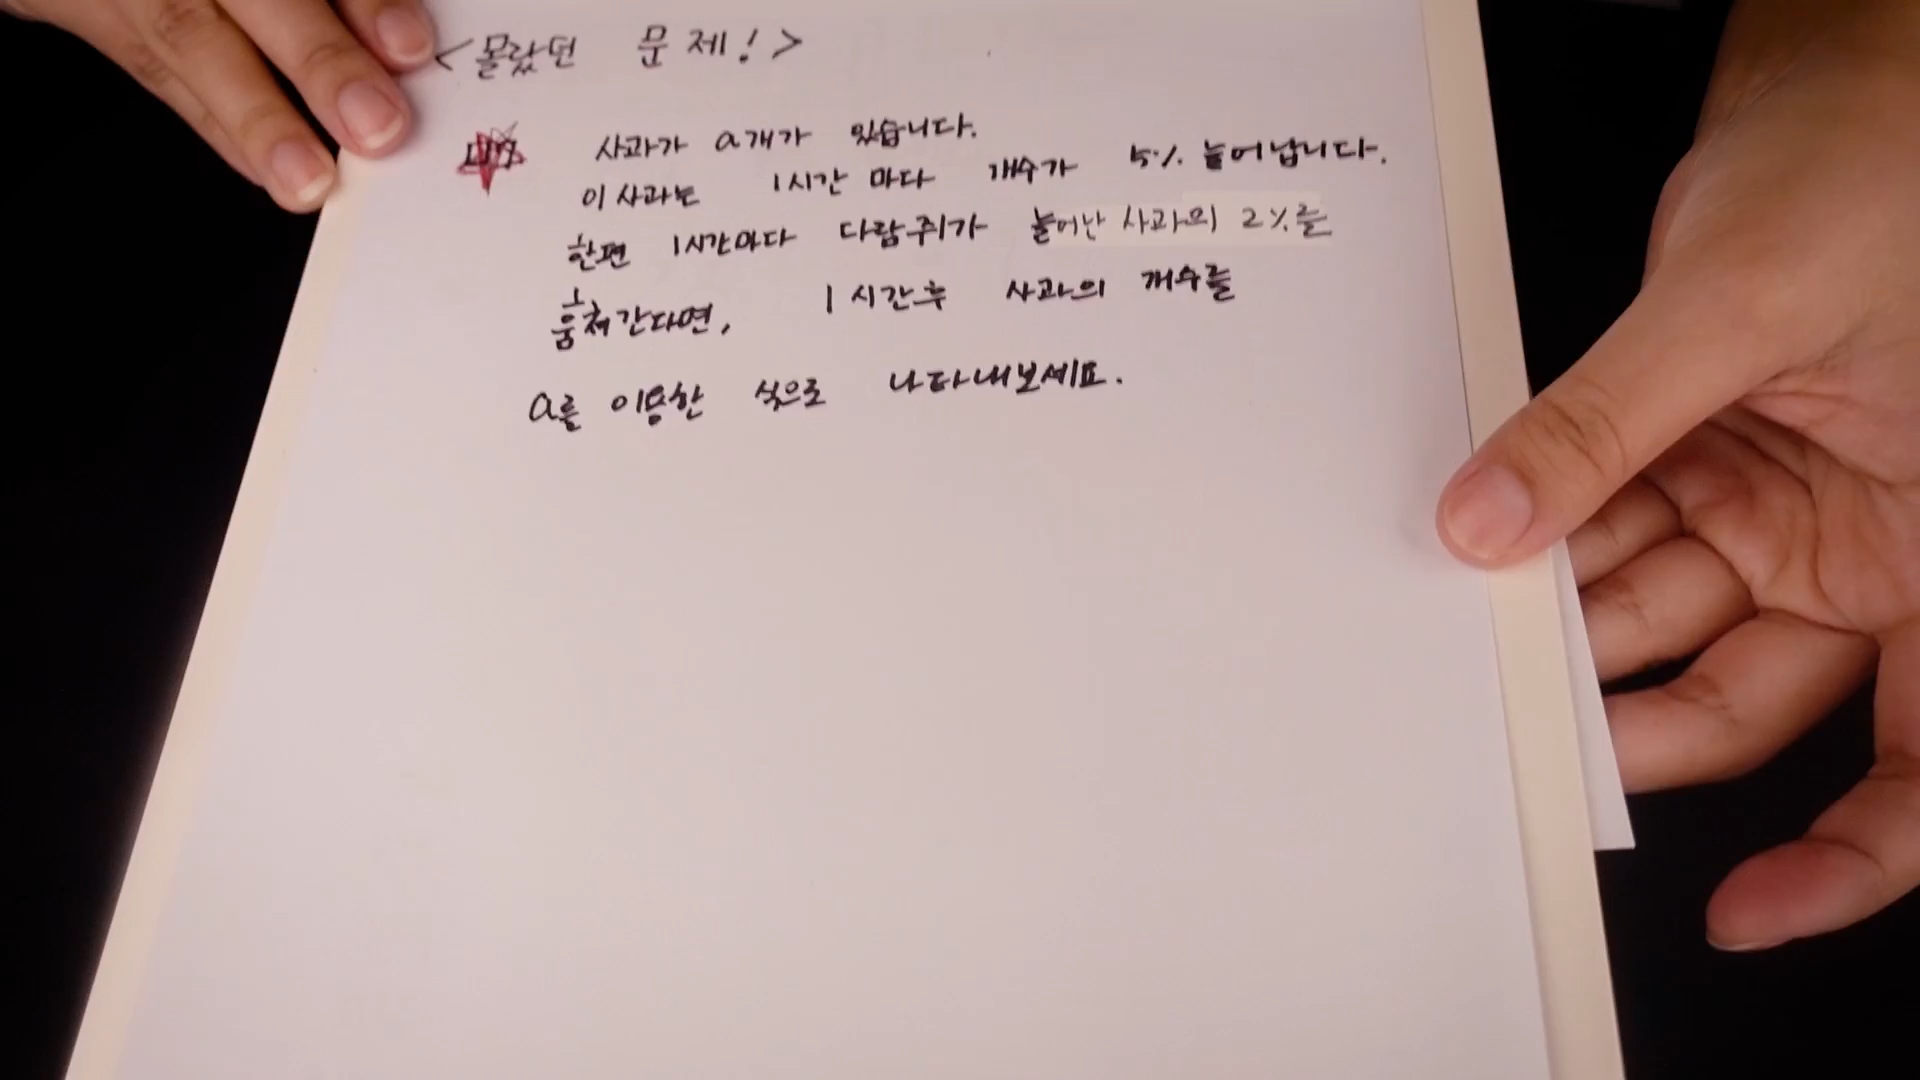 <몰랐던 문제!>
사과가 a개가 있습니다.
이 사과는 1시간 마다 개수가 5% 늘어납니다.
한편 1시간마다 다람쥐가 늘어난 사과의 2%를
훔쳐간다면, 1시간후 사과의 개수를
a를 이용한 식으로 나타내보세요.